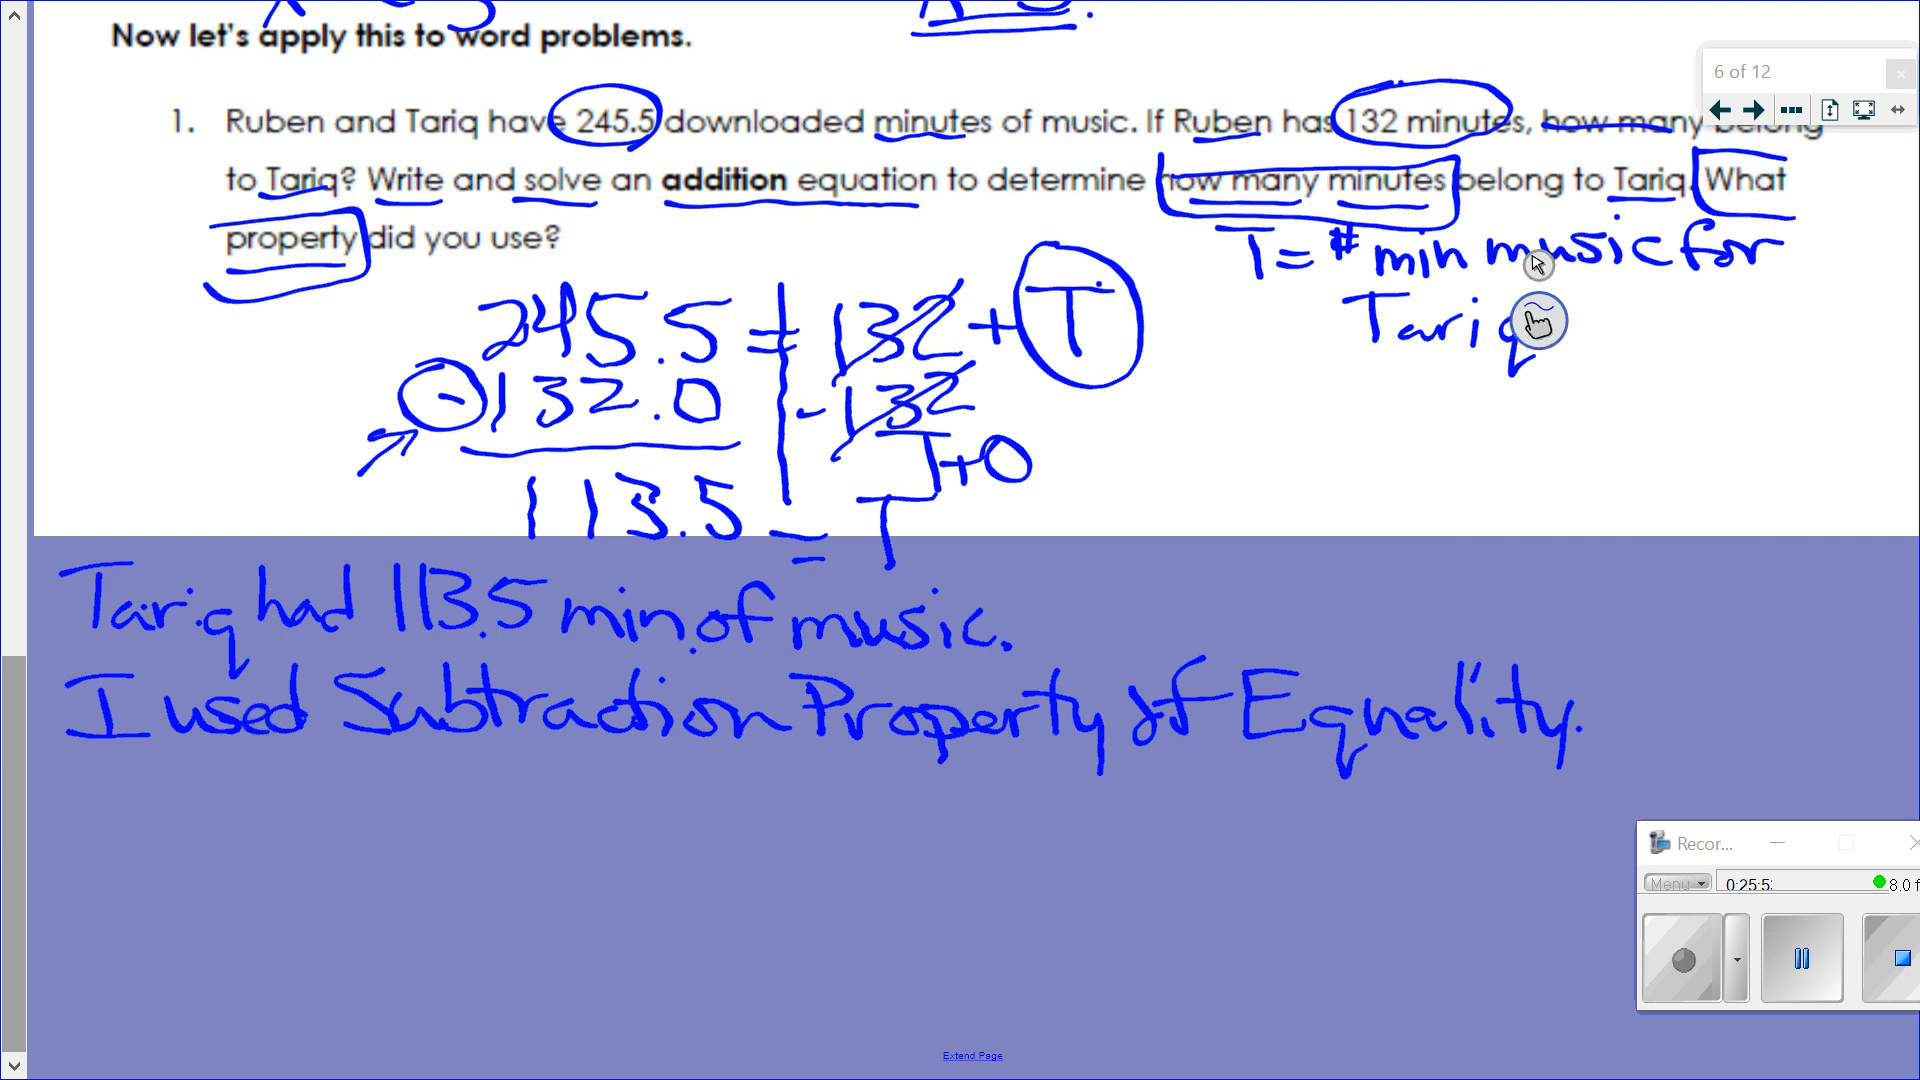 Now let's apply this to word problems.
6 of 12
1. Ruben and Tariq have 245.5 downloaded minutes of music. If Ruben has 132 minutes, how many belong
to Tariq? Write and solve an addition equation to determine how many minutes belong to Tariq. What
property did you use?
T = # min music for
Tariq
245.5 = 132 + T
- 132.0 - 132
T + 0
113.5 = T
Tariq had 113.5 min. of music.
I used Subtraction Property of Equality.
Recor...
Menu 0:25:5 8.0 f
Extend Page